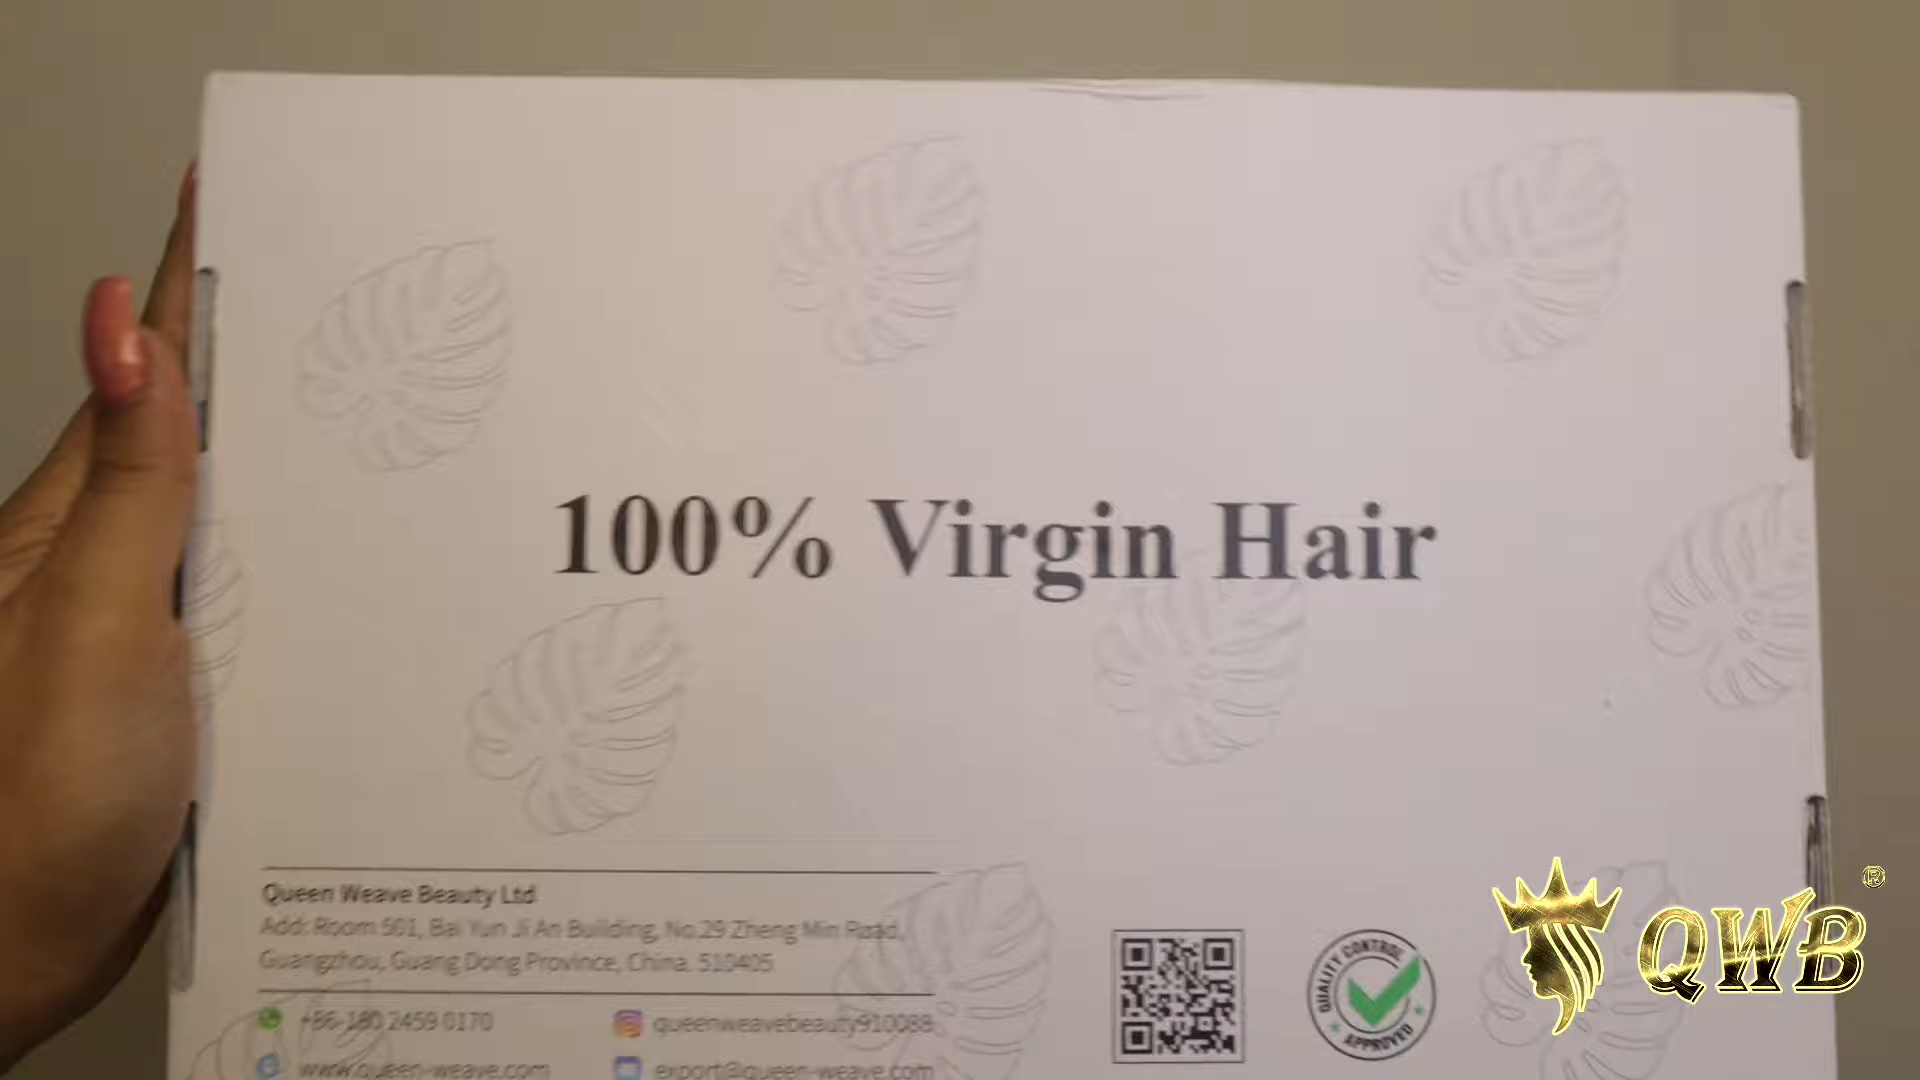 100% Virgin Hair
Queen Weave Beauty Ltd
Add: Room 501, Bai Yun Ji An Building, No.29 Zheng Min Road,
Guangzhou, Guang Dong Province, China. 510405
+86-180 2459 0170
queenweavebeauty910088
www.queen-weave.com
export@queen-weave.com
QUALITY CONTROL
APPROVED
QWB®